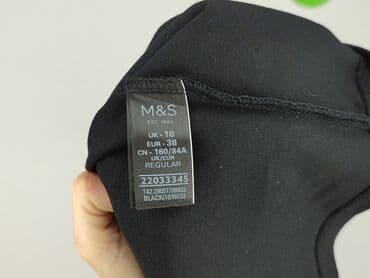 M&S
EST. 1884
UK - 10
EUR - 38
CN - 160/84A
UK/EUR
REGULAR
22033345
BLACK(10/REG)